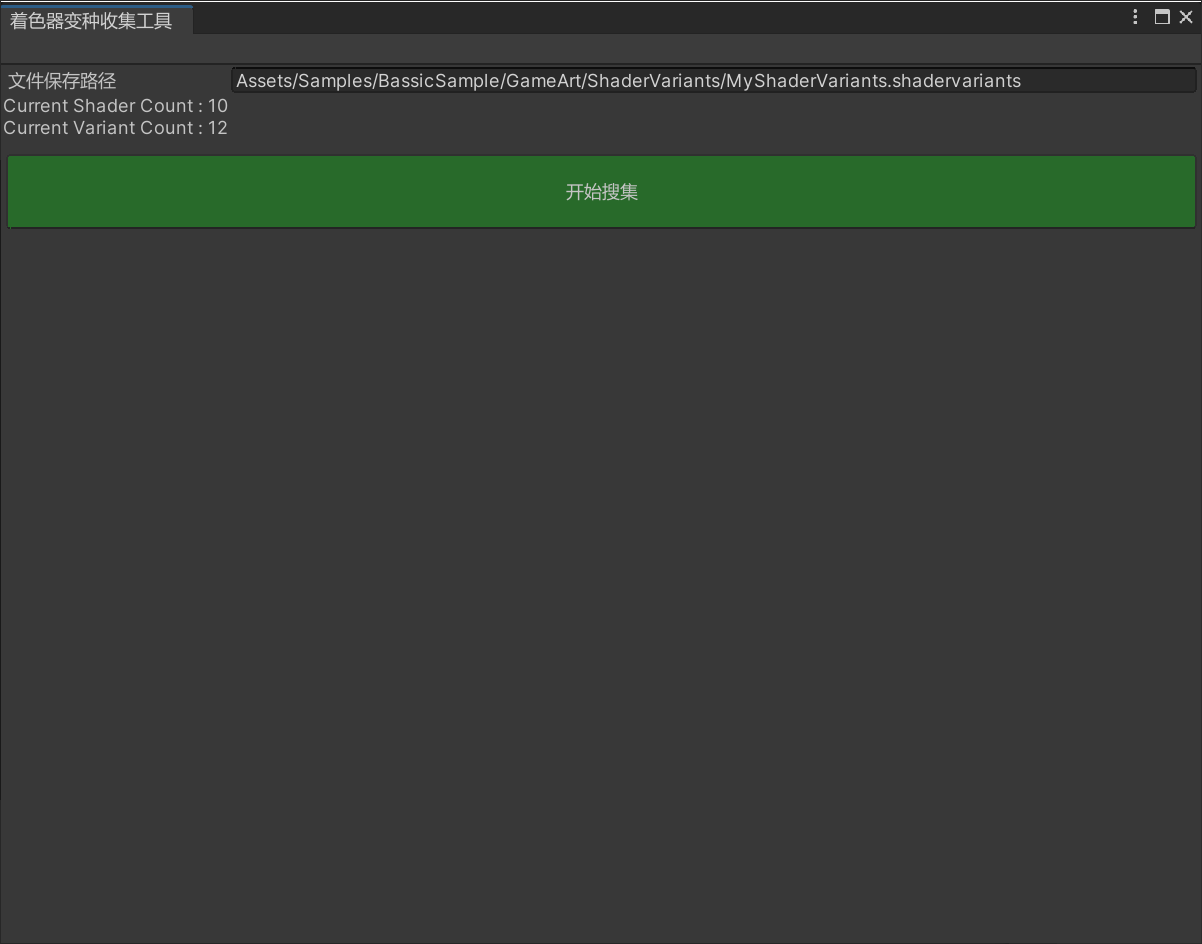 着色器变种收集工具
文件保存路径 Assets/Samples/BassicSample/GameArt/ShaderVariants/MyShaderVariants.shadervariants
Current Shader Count : 10
Current Variant Count : 12
开始搜集